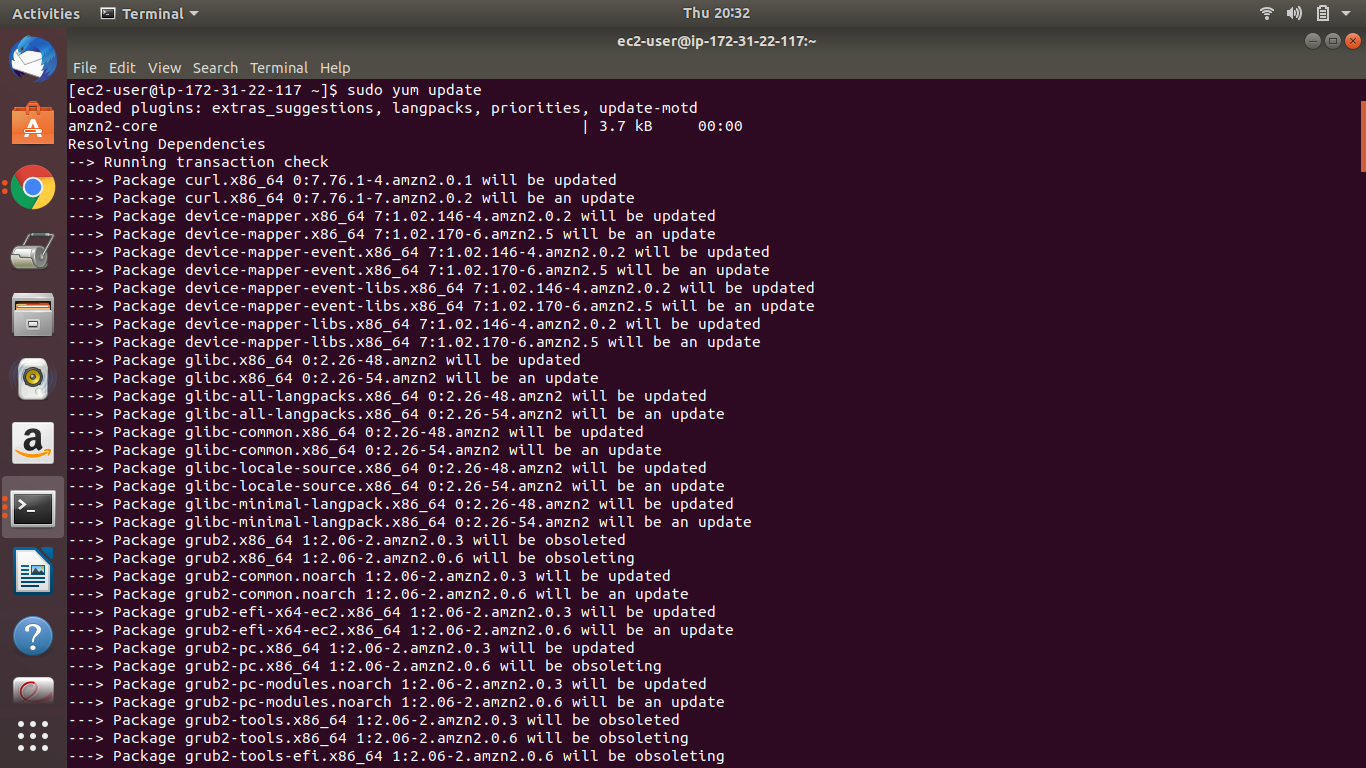 Activities Terminal Thu 20:32
ec2-user@ip-172-31-22-117:~
File Edit View Search Terminal Help
[ec2-user@ip-172-31-22-117 ~]$ sudo yum update
Loaded plugins: extras_suggestions, langpacks, priorities, update-motd
amzn2-core | 3.7 kB 00:00
Resolving Dependencies
--> Running transaction check
---> Package curl.x86_64 0:7.76.1-4.amzn2.0.1 will be updated
---> Package curl.x86_64 0:7.76.1-7.amzn2.0.2 will be an update
---> Package device-mapper.x86_64 7:1.02.146-4.amzn2.0.2 will be updated
---> Package device-mapper.x86_64 7:1.02.170-6.amzn2.5 will be an update
---> Package device-mapper-event.x86_64 7:1.02.146-4.amzn2.0.2 will be updated
---> Package device-mapper-event.x86_64 7:1.02.170-6.amzn2.5 will be an update
---> Package device-mapper-event-libs.x86_64 7:1.02.146-4.amzn2.0.2 will be updated
---> Package device-mapper-event-libs.x86_64 7:1.02.170-6.amzn2.5 will be an update
---> Package device-mapper-libs.x86_64 7:1.02.146-4.amzn2.0.2 will be updated
---> Package device-mapper-libs.x86_64 7:1.02.170-6.amzn2.5 will be an update
---> Package glibc.x86_64 0:2.26-48.amzn2 will be updated
---> Package glibc.x86_64 0:2.26-54.amzn2 will be an update
---> Package glibc-all-langpacks.x86_64 0:2.26-48.amzn2 will be updated
---> Package glibc-all-langpacks.x86_64 0:2.26-54.amzn2 will be an update
---> Package glibc-common.x86_64 0:2.26-48.amzn2 will be updated
---> Package glibc-common.x86_64 0:2.26-54.amzn2 will be an update
---> Package glibc-locale-source.x86_64 0:2.26-48.amzn2 will be updated
---> Package glibc-locale-source.x86_64 0:2.26-54.amzn2 will be an update
---> Package glibc-minimal-langpack.x86_64 0:2.26-48.amzn2 will be updated
---> Package glibc-minimal-langpack.x86_64 0:2.26-54.amzn2 will be an update
---> Package grub2.x86_64 1:2.06-2.amzn2.0.3 will be obsoleted
---> Package grub2.x86_64 1:2.06-2.amzn2.0.6 will be obsoleting
---> Package grub2-common.noarch 1:2.06-2.amzn2.0.3 will be updated
---> Package grub2-common.noarch 1:2.06-2.amzn2.0.6 will be an update
---> Package grub2-efi-x64-ec2.x86_64 1:2.06-2.amzn2.0.3 will be updated
---> Package grub2-efi-x64-ec2.x86_64 1:2.06-2.amzn2.0.6 will be an update
---> Package grub2-pc.x86_64 1:2.06-2.amzn2.0.3 will be updated
---> Package grub2-pc.x86_64 1:2.06-2.amzn2.0.6 will be obsoleting
---> Package grub2-pc-modules.noarch 1:2.06-2.amzn2.0.3 will be updated
---> Package grub2-pc-modules.noarch 1:2.06-2.amzn2.0.6 will be an update
---> Package grub2-tools.x86_64 1:2.06-2.amzn2.0.3 will be obsoleted
---> Package grub2-tools.x86_64 1:2.06-2.amzn2.0.6 will be obsoleting
---> Package grub2-tools-efi.x86_64 1:2.06-2.amzn2.0.6 will be obsoleting